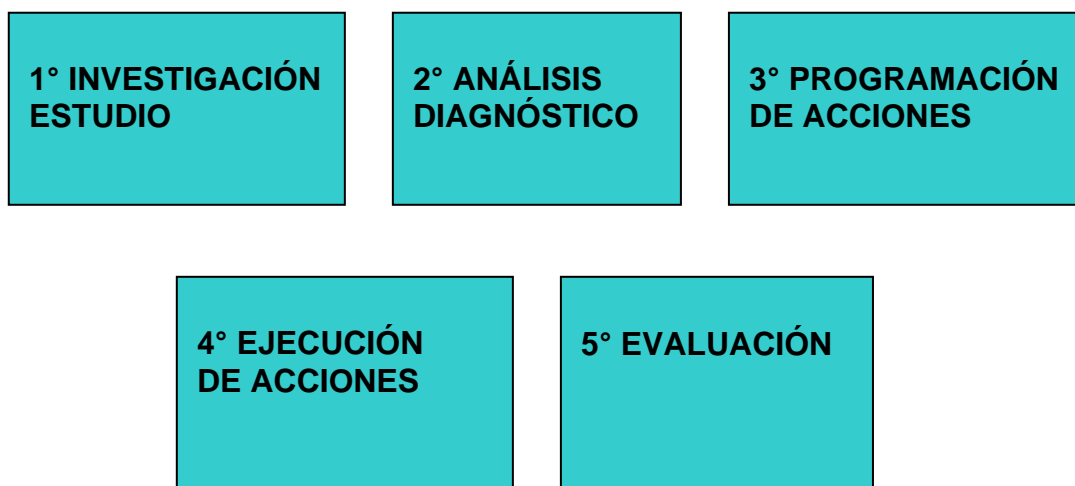 1° INVESTIGACIÓN
ESTUDIO
2° ANÁLISIS
DIAGNÓSTICO
3° PROGRAMACIÓN
DE ACCIONES
4° EJECUCIÓN
DE ACCIONES
5° EVALUACIÓN